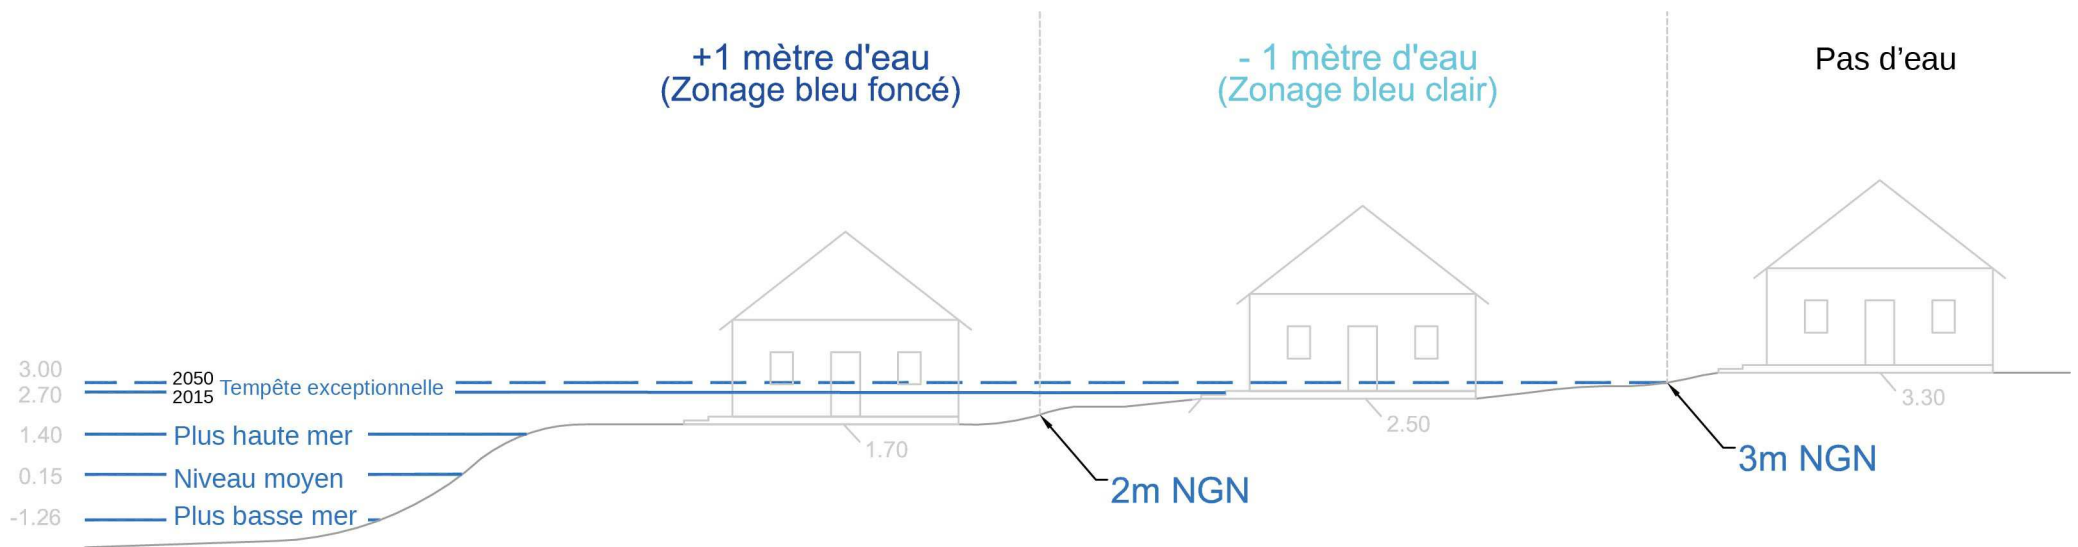 +1 mètre d'eau
(Zonage bleu foncé)
- 1 mètre d'eau
(Zonage bleu clair)
Pas d’eau
3.00
2050
Tempête exceptionnelle
2.70
2015
1.40
Plus haute mer
0.15
Niveau moyen
-1.26
Plus basse mer
1.70
2m NGN
2.50
3m NGN
3.30